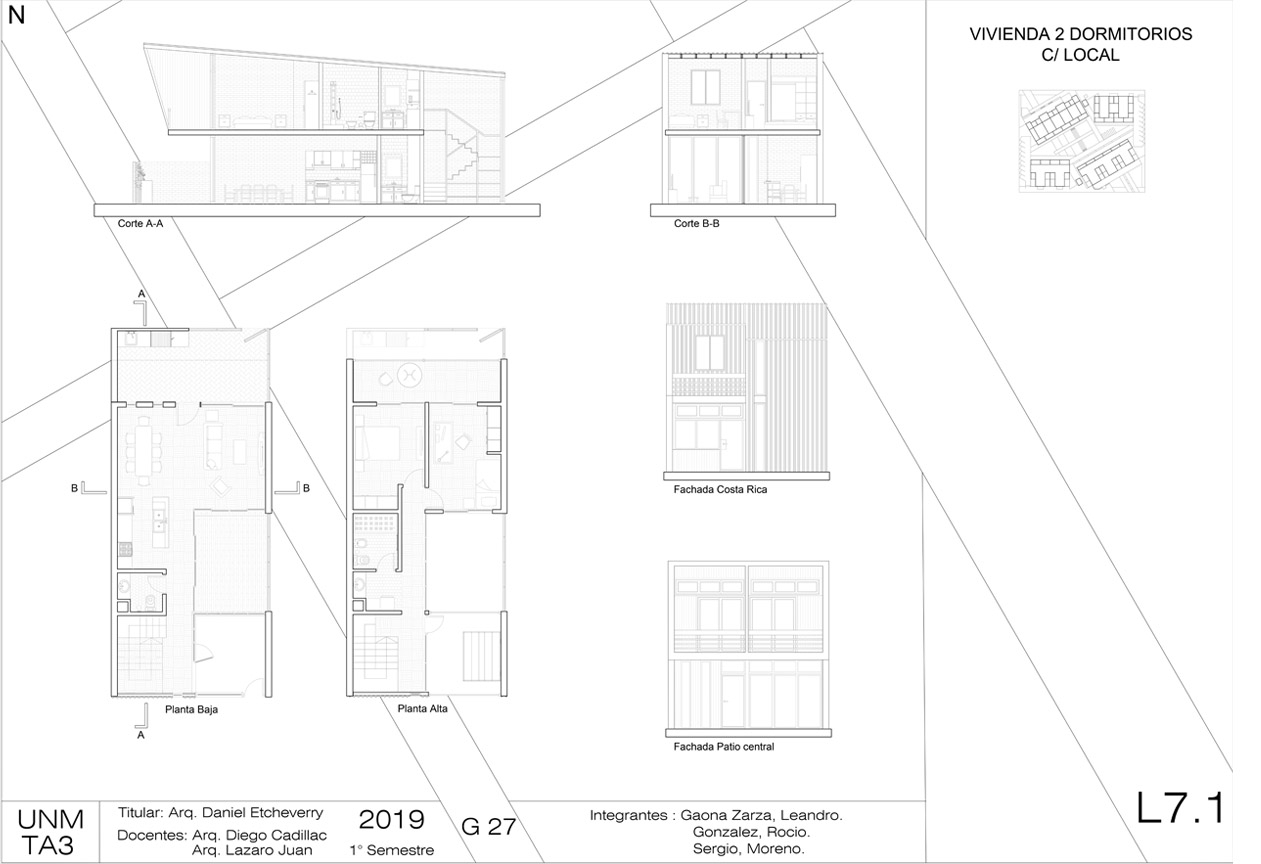 N
VIVIENDA 2 DORMITORIOS
C/ LOCAL
Corte A-A
Corte B-B
A
B
B
A
Planta Baja
Planta Alta
Fachada Costa Rica
Fachada Patio central
UNM
TA3
Titular: Arq. Daniel Etcheverry
Docentes: Arq. Diego Cadillac
Arq. Lazaro Juan
2019
1° Semestre
G 27
Integrantes : Gaona Zarza, Leandro.
Gonzalez, Rocio.
Sergio, Moreno.
L7.1